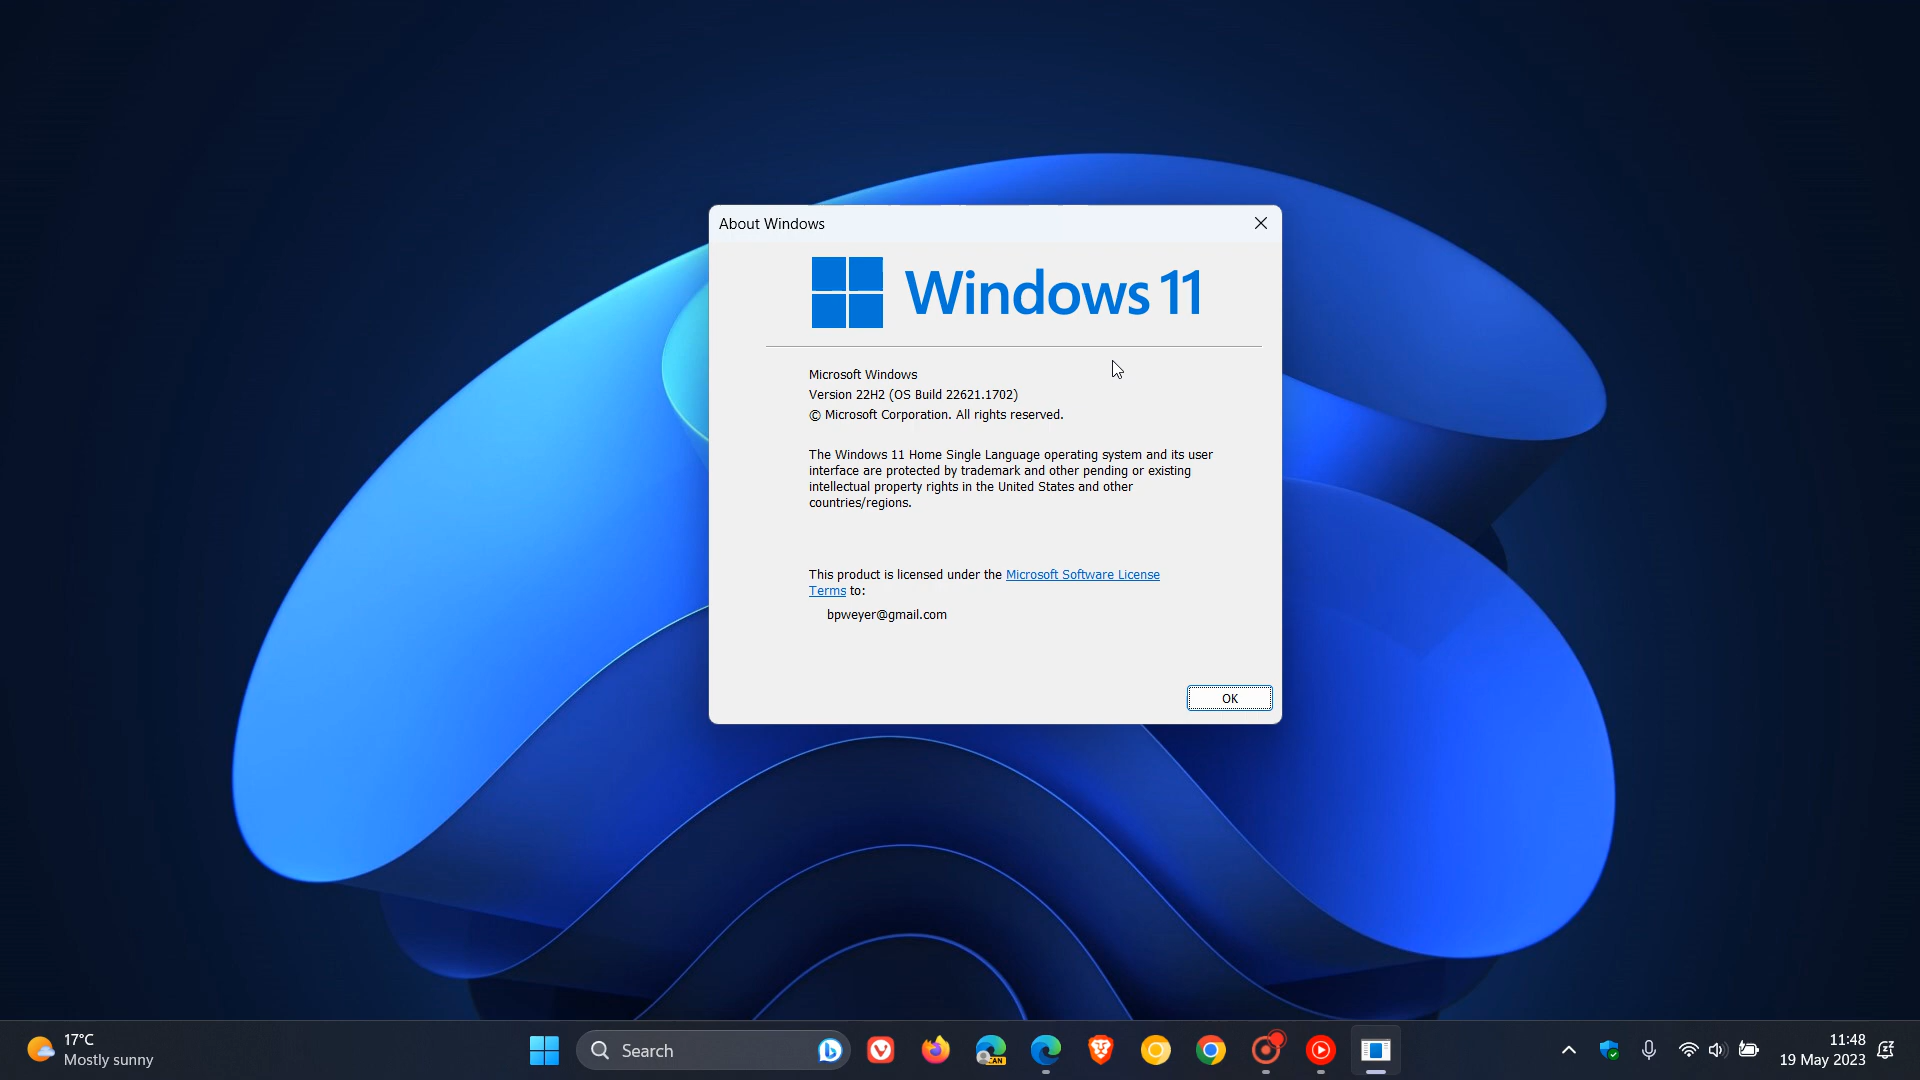 About Windows
Windows 11
Microsoft Windows
Version 22H2 (OS Build 22621.1702)
© Microsoft Corporation. All rights reserved.
The Windows 11 Home Single Language operating system and its user
interface are protected by trademark and other pending or existing
intellectual property rights in the United States and other
countries/regions.
This product is licensed under the Microsoft Software License
Terms to:
bpweyer@gmail.com
OK
17°C
Mostly sunny
Search
CAN
11:48
19 May 2023